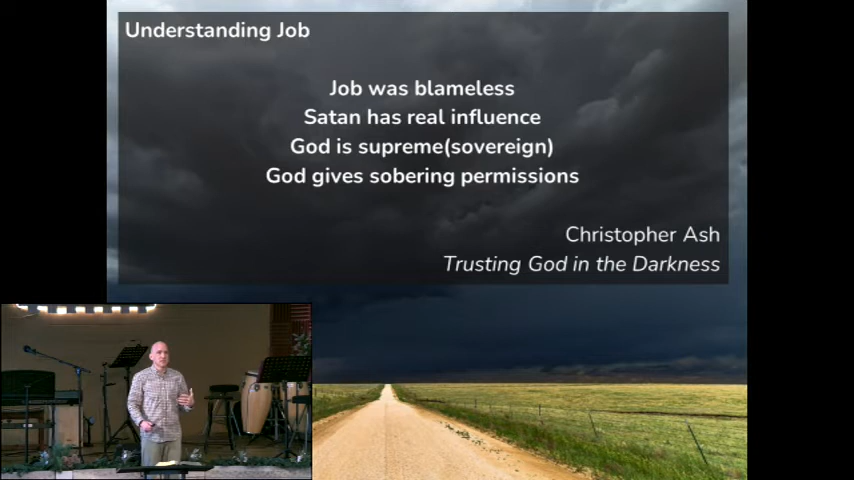 Understanding Job
Job was blameless
Satan has real influence
God is supreme(sovereign)
God gives sobering permissions
Christopher Ash
Trusting God in the Darkness